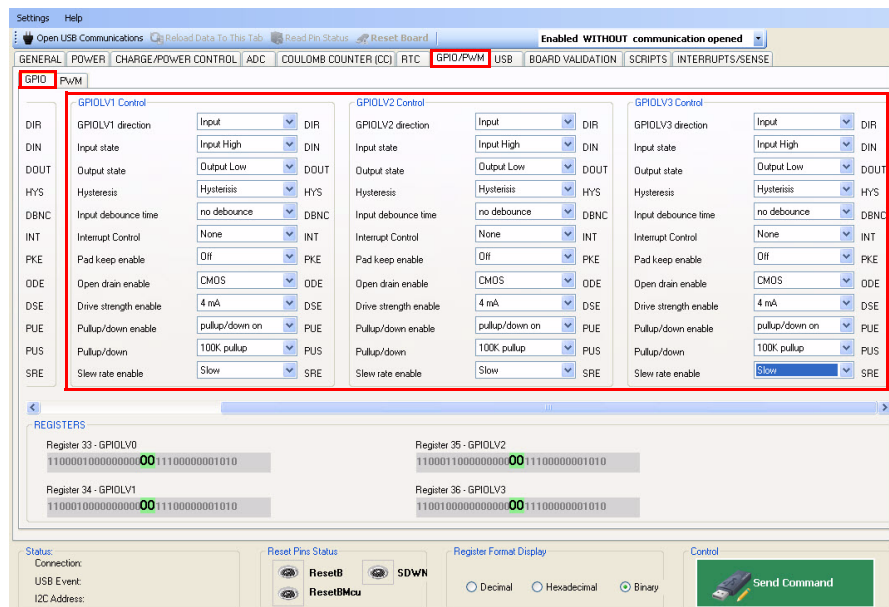 Settings Help
Open USB Communications Reload Data To This Tab Read Pin Status Reset Board Enabled WITHOUT communication opened
GENERAL POWER CHARGE/POWER CONTROL ADC COULOMB COUNTER (CC) RTC GPIO/PWM USB BOARD VALIDATION SCRIPTS INTERRUPTS/SENSE
GPIO PWM
GPIOLV1 Control GPIOLV2 Control GPIOLV3 Control
DIR GPIOLV1 direction Input DIR GPIOLV2 direction Input DIR GPIOLV3 direction Input DIR
DIN Input state Input High DIN Input state Input High DIN Input state Input High DIN
DOUT Output state Output Low DOUT Output state Output Low DOUT Output state Output Low DOUT
HYS Hysteresis Hysterisis HYS Hysteresis Hysterisis HYS Hysteresis Hysterisis HYS
DBNC Input debounce time no debounce DBNC Input debounce time no debounce DBNC Input debounce time no debounce DBNC
INT Interrupt Control None INT Interrupt Control None INT Interrupt Control None INT
PKE Pad keep enable Off PKE Pad keep enable Off PKE Pad keep enable Off PKE
ODE Open drain enable CMOS ODE Open drain enable CMOS ODE Open drain enable CMOS ODE
DSE Drive strength enable 4 mA DSE Drive strength enable 4 mA DSE Drive strength enable 4 mA DSE
PUE Pullup/down enable pullup/down on PUE Pullup/down enable pullup/down on PUE Pullup/down enable pullup/down on PUE
PUS Pullup/down 100K pullup PUS Pullup/down 100K pullup PUS Pullup/down 100K pullup PUS
SRE Slew rate enable Slow SRE Slew rate enable Slow SRE Slew rate enable Slow SRE
REGISTERS
Register 33 - GPIOLV0 Register 35 - GPIOLV2
11000010000000000011100000001010 11000110000000000011100000001010
Register 34 - GPIOLV1 Register 36 - GPIOLV3
11000100000000000011100000001010 11001000000000000011100000001010
Status: Reset Pins Status Register Format Display Control
Connection:
ResetB SDWN
USB Event: Decimal Hexadecimal Binary Send Command
ResetBMcu
I2C Address: